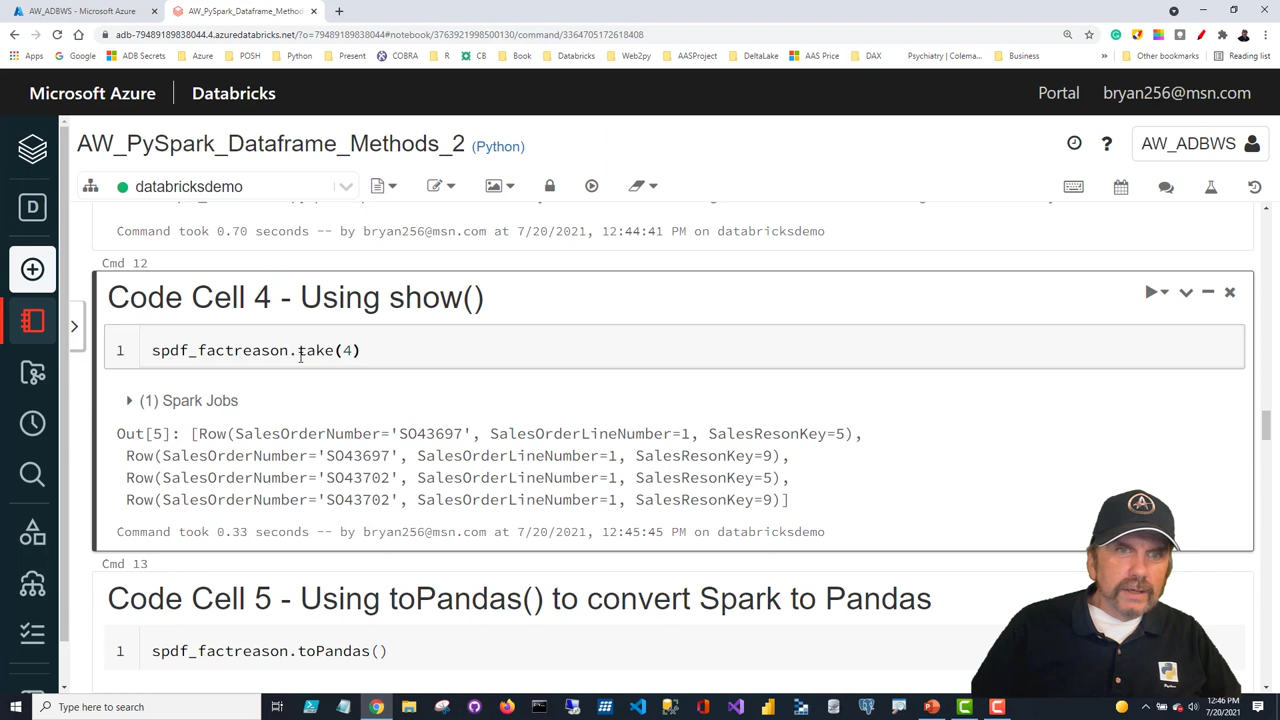 AW_ADBWS - Microsoft Azure
AW_PySpark_Dataframe_Method
adb-79489189838044.4.azuredatabricks.net/?o=79489189838044#notebook/3763921998500130/command/3364705172618408
Apps Google ADB Secrets Azure POSH Python Present COBRA R CB Book Databricks Web2py AASProject DeltaLake AAS Price DAX Psychiatry | Colema... Business » Other bookmarks Reading list
Microsoft Azure Databricks Portal bryan256@msn.com
AW_PySpark_Dataframe_Methods_2 (Python) ? AW_ADBWS
D databricksdemo
Command took 0.70 seconds -- by bryan256@msn.com at 7/20/2021, 12:44:41 PM on databricksdemo
Cmd 12
Code Cell 4 - Using show()
1 spdf_factreason.take(4)
(1) Spark Jobs
Out[5]: [Row(SalesOrderNumber='SO43697', SalesOrderLineNumber=1, SalesResonKey=5),
Row(SalesOrderNumber='SO43697', SalesOrderLineNumber=1, SalesResonKey=9),
Row(SalesOrderNumber='SO43702', SalesOrderLineNumber=1, SalesResonKey=5),
Row(SalesOrderNumber='SO43702', SalesOrderLineNumber=1, SalesResonKey=9)]
Command took 0.33 seconds -- by bryan256@msn.com at 7/20/2021, 12:45:45 PM on databricksdemo
Cmd 13
Code Cell 5 - Using toPandas() to convert Spark to Pandas
1 spdf_factreason.toPandas()
Python
Type here to search
12:46 PM
7/20/2021